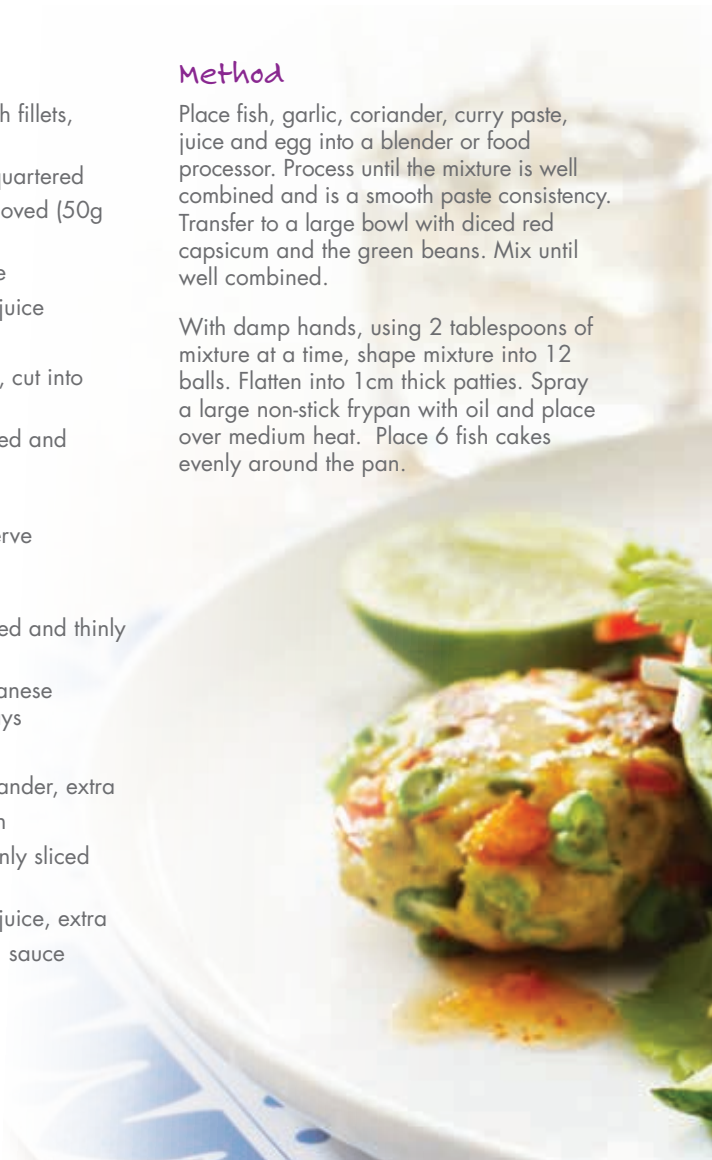 h fillets,
quartered
oved (50g
e
juice
, cut into
ed and
erve
ed and thinly
anese
ys
ander, extra
n
nly sliced
juice, extra
sauce
Method
Place fish, garlic, coriander, curry paste,
juice and egg into a blender or food
processor. Process until the mixture is well
combined and is a smooth paste consistency.
Transfer to a large bowl with diced red
capsicum and the green beans. Mix until
well combined.
With damp hands, using 2 tablespoons of
mixture at a time, shape mixture into 12
balls. Flatten into 1cm thick patties. Spray
a large non-stick frypan with oil and place
over medium heat.  Place 6 fish cakes
evenly around the pan.